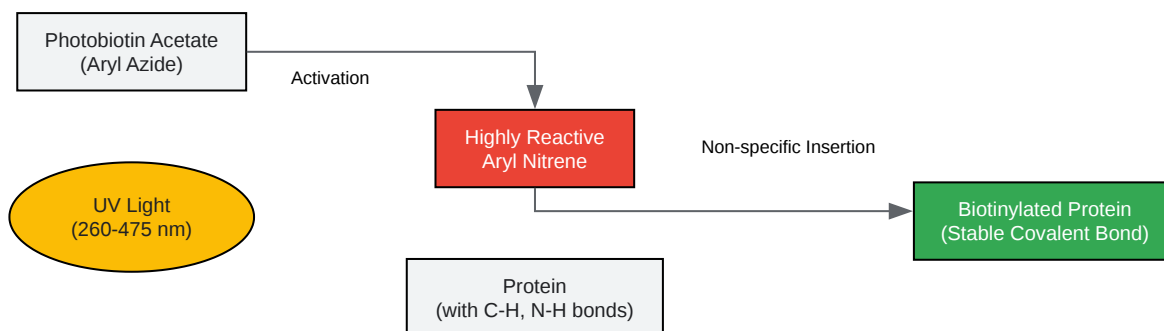 Photobiotin Acetate
(Aryl Azide)
Activation
Highly Reactive
Aryl Nitrene
Non-specific Insertion
UV Light
(260-475 nm)
Biotinylated Protein
(Stable Covalent Bond)
Protein
(with C-H, N-H bonds)